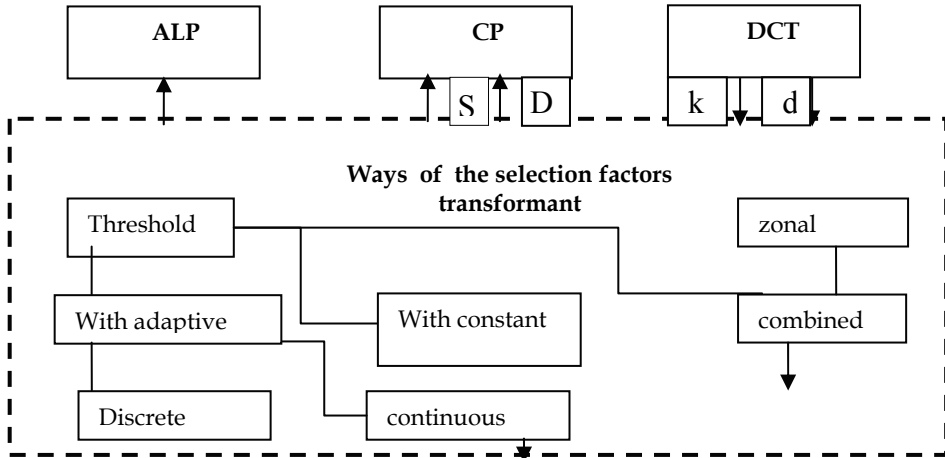 ALP
CP
DCT
S
D
k
d
Ways of the selection factors
transformant
Threshold
zonal
With adaptive
With constant
combined
Discrete
continuous